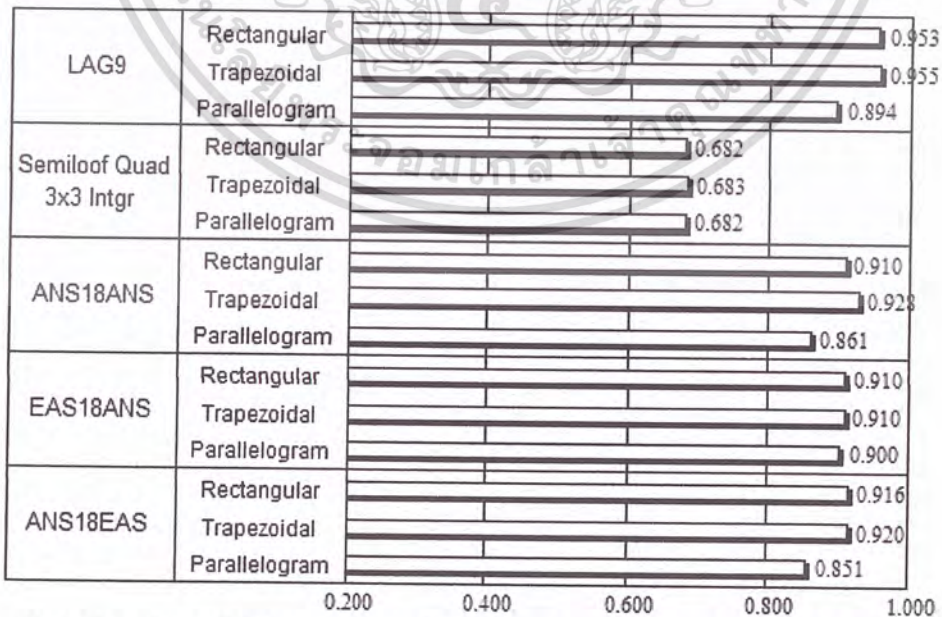 LAG9
Rectangular 0.953
Trapezoidal 0.955
Parallelogram 0.894
Semiloof Quad
3x3 Intgr
Rectangular 0.682
Trapezoidal 0.683
Parallelogram 0.682
ANS18ANS
Rectangular 0.910
Trapezoidal 0.928
Parallelogram 0.861
EAS18ANS
Rectangular 0.910
Trapezoidal 0.910
Parallelogram 0.900
ANS18EAS
Rectangular 0.916
Trapezoidal 0.920
Parallelogram 0.851
0.200 0.400 0.600 0.800 1.000